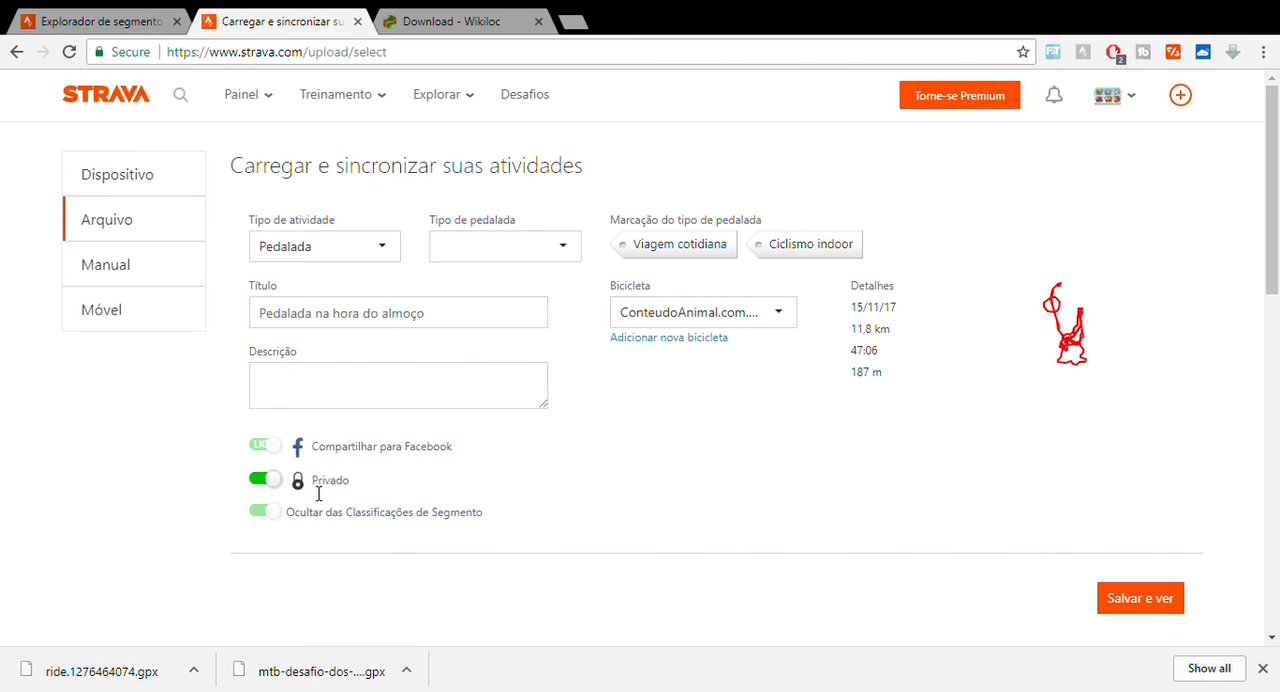 Explorador de segmento
Carregar e sincronizar su
Download - Wikiloc
Secure
https://www.strava.com/upload/select
2
STRAVA
Painel
Treinamento
Explorar
Desafios
Torne-se Premium
Carregar e sincronizar suas atividades
Dispositivo
Arquivo
Manual
Móvel
Tipo de atividade
Tipo de pedalada
Marcação do tipo de pedalada
Pedalada
Viagem cotidiana
Ciclismo indoor
Título
Bicicleta
Detalhes
Pedalada na hora do almoço
ConteudoAnimal.com....
15/11/17
Adicionar nova bicicleta
11,8 km
Descrição
47:06
187 m
Compartilhar para Facebook
Privado
Ocultar das Classificações de Segmento
Salvar e ver
ride.1276464074.gpx
mtb-desafio-dos-....gpx
Show all